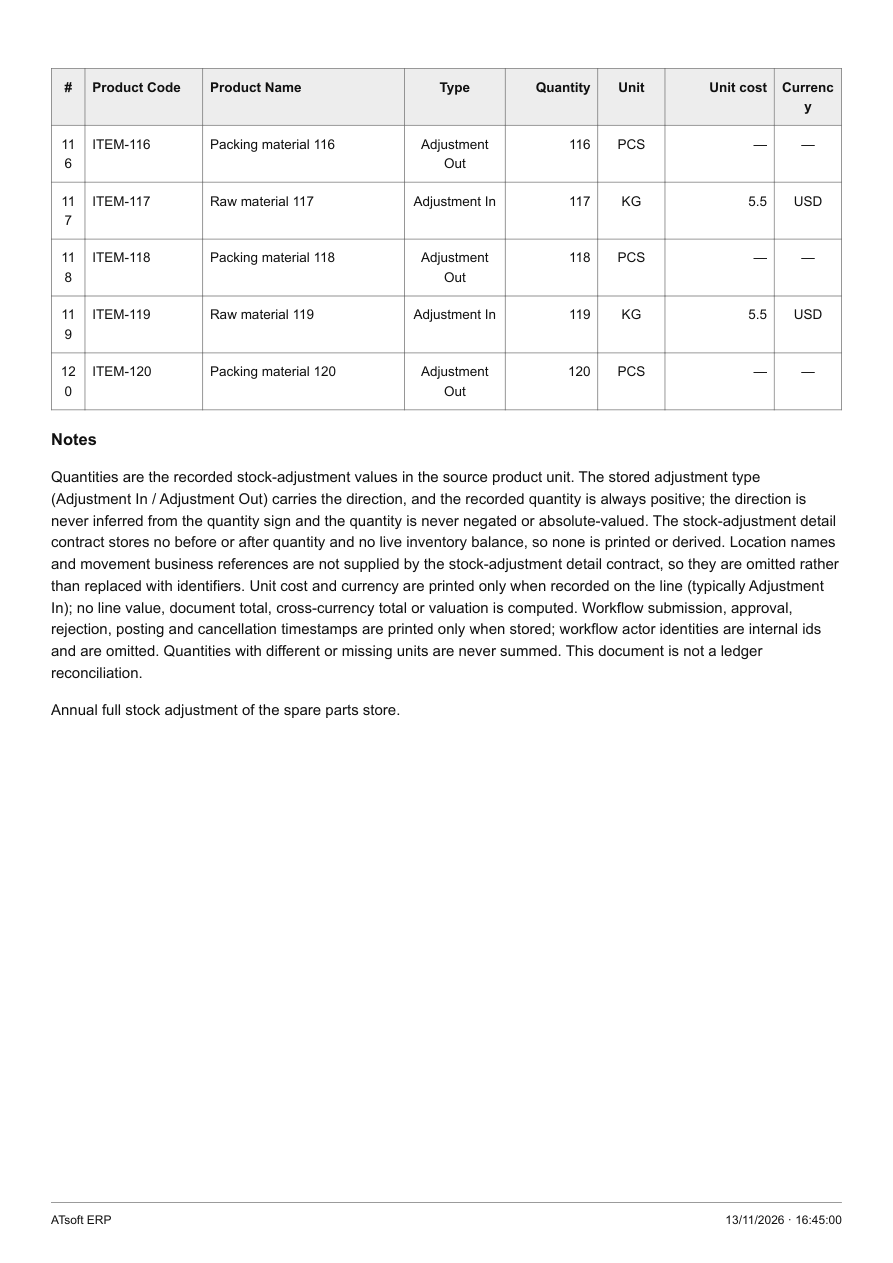 # Product Code Product Name Type Quantity Unit Unit cost Currenc
y
11 ITEM-116 Packing material 116 Adjustment 116 PCS — —
6 Out
11 ITEM-117 Raw material 117 Adjustment In 117 KG 5.5 USD
7
11 ITEM-118 Packing material 118 Adjustment 118 PCS — —
8 Out
11 ITEM-119 Raw material 119 Adjustment In 119 KG 5.5 USD
9
12 ITEM-120 Packing material 120 Adjustment 120 PCS — —
0 Out
Notes
Quantities are the recorded stock-adjustment values in the source product unit. The stored adjustment type
(Adjustment In / Adjustment Out) carries the direction, and the recorded quantity is always positive; the direction is
never inferred from the quantity sign and the quantity is never negated or absolute-valued. The stock-adjustment detail
contract stores no before or after quantity and no live inventory balance, so none is printed or derived. Location names
and movement business references are not supplied by the stock-adjustment detail contract, so they are omitted rather
than replaced with identifiers. Unit cost and currency are printed only when recorded on the line (typically Adjustment
In); no line value, document total, cross-currency total or valuation is computed. Workflow submission, approval,
rejection, posting and cancellation timestamps are printed only when stored; workflow actor identities are internal ids
and are omitted. Quantities with different or missing units are never summed. This document is not a ledger
reconciliation.
Annual full stock adjustment of the spare parts store.
ATsoft ERP 13/11/2026 · 16:45:00